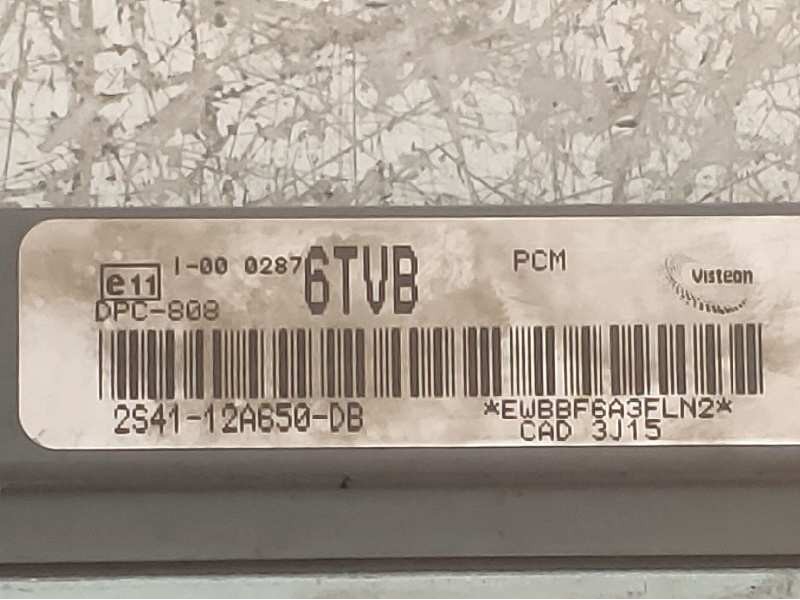 e11 I-00 0287 6TVB PCM Visteon
DPC-808
2S41-12A650-DB *EWBBF6A3FLN2*
CAD 3J15